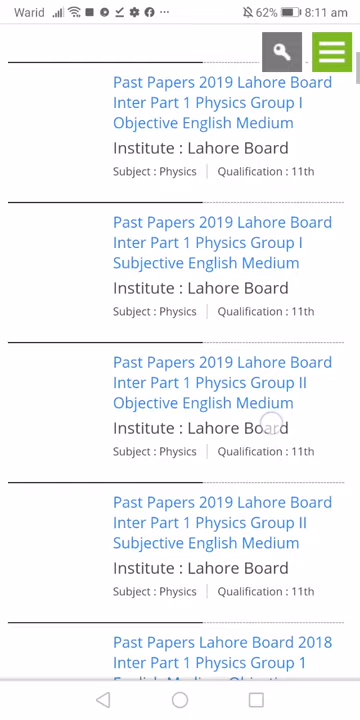 Warid 62% 8:11 am
Past Papers 2019 Lahore Board
Inter Part 1 Physics Group I
Objective English Medium
Institute : Lahore Board
Subject : Physics Qualification : 11th
Past Papers 2019 Lahore Board
Inter Part 1 Physics Group I
Subjective English Medium
Institute : Lahore Board
Subject : Physics Qualification : 11th
Past Papers 2019 Lahore Board
Inter Part 1 Physics Group II
Objective English Medium
Institute : Lahore Board
Subject : Physics Qualification : 11th
Past Papers 2019 Lahore Board
Inter Part 1 Physics Group II
Subjective English Medium
Institute : Lahore Board
Subject : Physics Qualification : 11th
Past Papers Lahore Board 2018
Inter Part 1 Physics Group 1
English Medium Objective